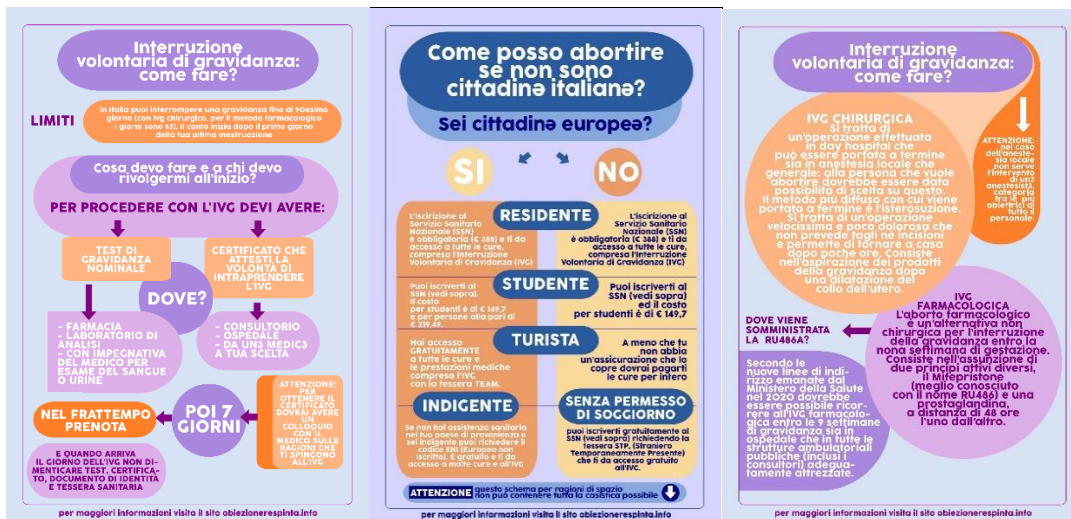 Interruzione
volontaria di gravidanza:
come fare?
LIMITI
In Italia puoi interrompere una gravidanza fino al 90esimo
giorno (con ivg chirurgico, per il metodo farmacologico
i giorni sono 63). Il conto inizia dopo il primo giorno
della tua ultima mestruazione
Cosa devo fare e a chi devo
rivolgermi all'inizio?
PER PROCEDERE CON L'IVG DEVI AVERE:
TEST DI
GRAVIDANZA
NOMINALE
CERTIFICATO CHE
ATTESTI LA
VOLONTÀ DI
INTRAPRENDERE
L'IVG
DOVE?
- FARMACIA
- LABORATORIO DI
ANALISI
- CON IMPEGNATIVA
DEL MEDICO PER
ESAME DEL SANGUE
O URINE
- CONSULTORIO
- OSPEDALE
- DA UN3 MEDIC3
A TUA SCELTA
NEL FRATTEMPO
PRENOTA
POI 7
GIORNI
ATTENZIONE:
PER
OTTENERE IL
CERTIFICATO
DOVRAI AVERE
UN
COLLOQUIO
CON IL
MEDICO SULLE
RAGIONI CHE
TI SPINGONO
ALL'IVG
E QUANDO ARRIVA
IL GIORNO DELL'IVG NON DI-
MENTICARE TEST, CERTIFICA-
TO, DOCUMENTO DI IDENTITÀ
E TESSERA SANITARIA
per maggiori informazioni visita il sito obiezionerespinta.info
Come posso abortire
se non sono
cittadinə italianə?
Sei cittadinə europeə?
SI
NO
RESIDENTE
L'iscirizione al
Servizio Sanitario
Nazionale (SSN)
è obbligatoria (€ 388) e ti da
accesso a tutte le cure,
compresa l'Interruzione
Volontaria di Gravidanza (IVG)
L'iscirizione al
Servizio Sanitario
Nazionale (SSN)
è obbligatoria (€ 388) e ti da
accesso a tutte le cure,
compresa l'Interruzione
Volontaria di Gravidanza (IVG)
STUDENTE
Puoi iscriverti al
SSN (vedi sopra),
il costo
per studenti è di € 149,7
e per persone alla pari di
€ 219,49.
Puoi iscriverti al
SSN (vedi sopra)
ed il costo
per studenti è di € 149,7
TURISTA
Hai accesso
GRATUITAMENTE
a tutte le cure e
le prestazioni mediche
compresa l'IVG
con la tessera TEAM.
A meno che tu
non abbia
un'assicurazione che lo
copre dovrai pagarti
le cure per intero
INDIGENTE
Se non hai assistenza sanitaria
nel tuo paese di provenienza e
sei indigente puoi richiedere il
codice ENI (Europeo non
iscritto). È gratuito e ti da
accesso a molte cure e all'IVG
SENZA PERMESSO
DI SOGGIORNO
puoi iscriverti gratuitamente al
SSN (vedi sopra) richiedendo la
tessera STP, (Straniero
Temporaneamente Presente)
che ti da accesso gratuito
all'IVG.
ATTENZIONE questo schema per ragioni di spazio
non può contenere tutta la casistica possibile
per maggiori informazioni visita il sito obiezionerespinta.info
Interruzione
volontaria di gravidanza:
come fare?
IVG CHIRURGICA
Si tratta di
un'operazione effettuata
in day hospital che
può essere portata a termine
sia in anestesia locale che
generale: alla persona che vuole
abortire dovrebbe essere data
possibilità di scelta su questo.
Il metodo più diffuso con cui viene
portata a termine è l'isterosuzione.
Si tratta di un'operazione
velocissima e poco dolorosa che
non prevede tagli né incisioni
e permette di tornare a casa
dopo poche ore. Consiste
nell'aspirazione dei prodotti
della gravidanza dopo
una dilatazione del
collo dell'utero.
ATTENZIONE:
nel caso
dell'aneste-
sia locale
non serve
l'intervento
di un3
anestesist3,
categoria
tra le più
obiettrici di
tutto il
personale.
IVG
FARMACOLOGICA
L'aborto farmacologico
è un'alternativa non
chirurgica per l'interruzione
della gravidanza entro la
nona settimana di gestazione.
Consiste nell'assunzione di
due principi attivi diversi,
il Mifepristone
(meglio conosciuto
con il nome RU486) e una
prostaglandina,
a distanza di 48 ore
l'uno dall'altro.
DOVE VIENE
SOMMINISTRATA
LA RU486A?
Secondo le
nuove linee di indi-
rizzo emanate dal
Ministero della Salute
nel 2020 dovrebbe
essere possibile ricor-
rere all'IVG farmacolo-
gica entro le 9 settimane
di gravidanza sia in
ospedale che in tutte le
strutture ambulatoriali
pubbliche (inclusi i
consultori) adegua-
tamente attrezzate.
per maggiori informazioni visita il sito obiezionerespinta.info